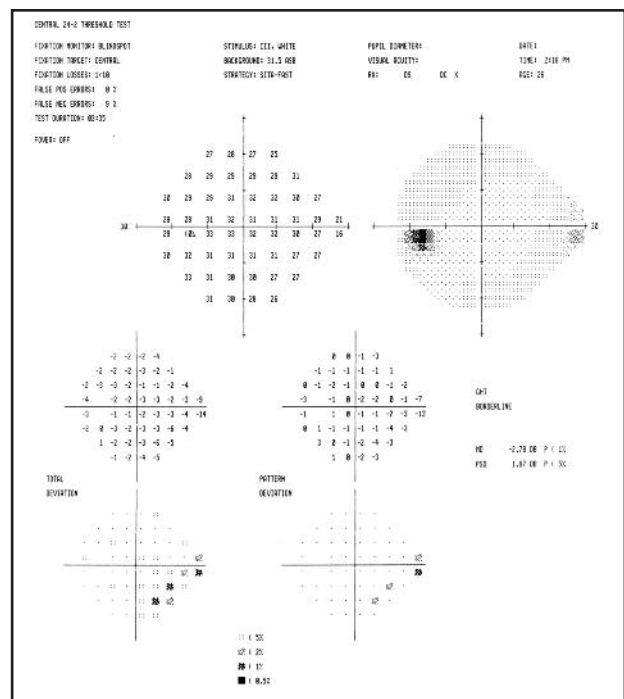 CENTRAL 24-2 THRESHOLD TEST
FIXATION MONITOR: BLINDSPOT
STIMULUS: III, WHITE
PUPIL DIAMETER:
DATE:
FIXATION TARGET: CENTRAL
BACKGROUND: 31.5 ASB
VISUAL ACUITY:
TIME: 2:18 PM
FIXATION LOSSES: 1/10
STRATEGY: SITA-FAST
RX: DS DC X
AGE: 26
FALSE POS ERRORS: 0 %
FALSE NEG ERRORS: 9 %
TEST DURATION: 03:35
FOVEA: OFF
27 28 27 25
28 29 29 29 28 31
30 29 29 31 32 32 30 27
28 28 31 32 31 31 31 29 21
30
30
29 <0 33 33 32 32 30 27 16
30 32 31 31 31 31 27 27
33 31 30 30 27 27
31 30 28 26
-2 -2 -2 -4
-2 -2 -2 -3 -2 -1
-2 -3 -3 -2 -1 -1 -2 -4
-4 -2 -2 -3 -2 -2 -3 -9
-3 -1 -1 -2 -3 -3 -4 -14
-2 0 -3 -2 -3 -3 -6 -4
1 -2 -2 -3 -6 -5
-1 -2 -4 -5
0 0 -1 -3
-1 -1 -1 -1 -1 1
0 -1 -2 -1 0 0 -1 -2
-3 -1 0 -2 -2 0 -1 -7
-1 1 0 -1 -1 -2 -3 -12
0 1 -1 -1 -1 -1 -4 -3
3 0 -1 -2 -4 -3
1 0 -2 -3
GHT
BORDERLINE
MD -2.78 DB P < 1%
PSD 1.87 DB P < 5%
TOTAL
DEVIATION
PATTERN
DEVIATION
< 5%
< 2%
< 1%
< 0.5%